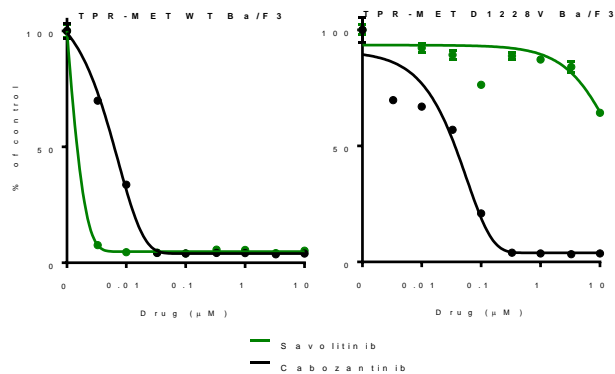 TPR-MET WT Ba/F3
TPR-MET D1228V Ba/F3
% of control
100
50
0
0 0.01 0.1 1 10
Drug (μM)
100
50
0
0 0.01 0.1 1 10
Drug (μM)
Savolitinib
Cabozantinib